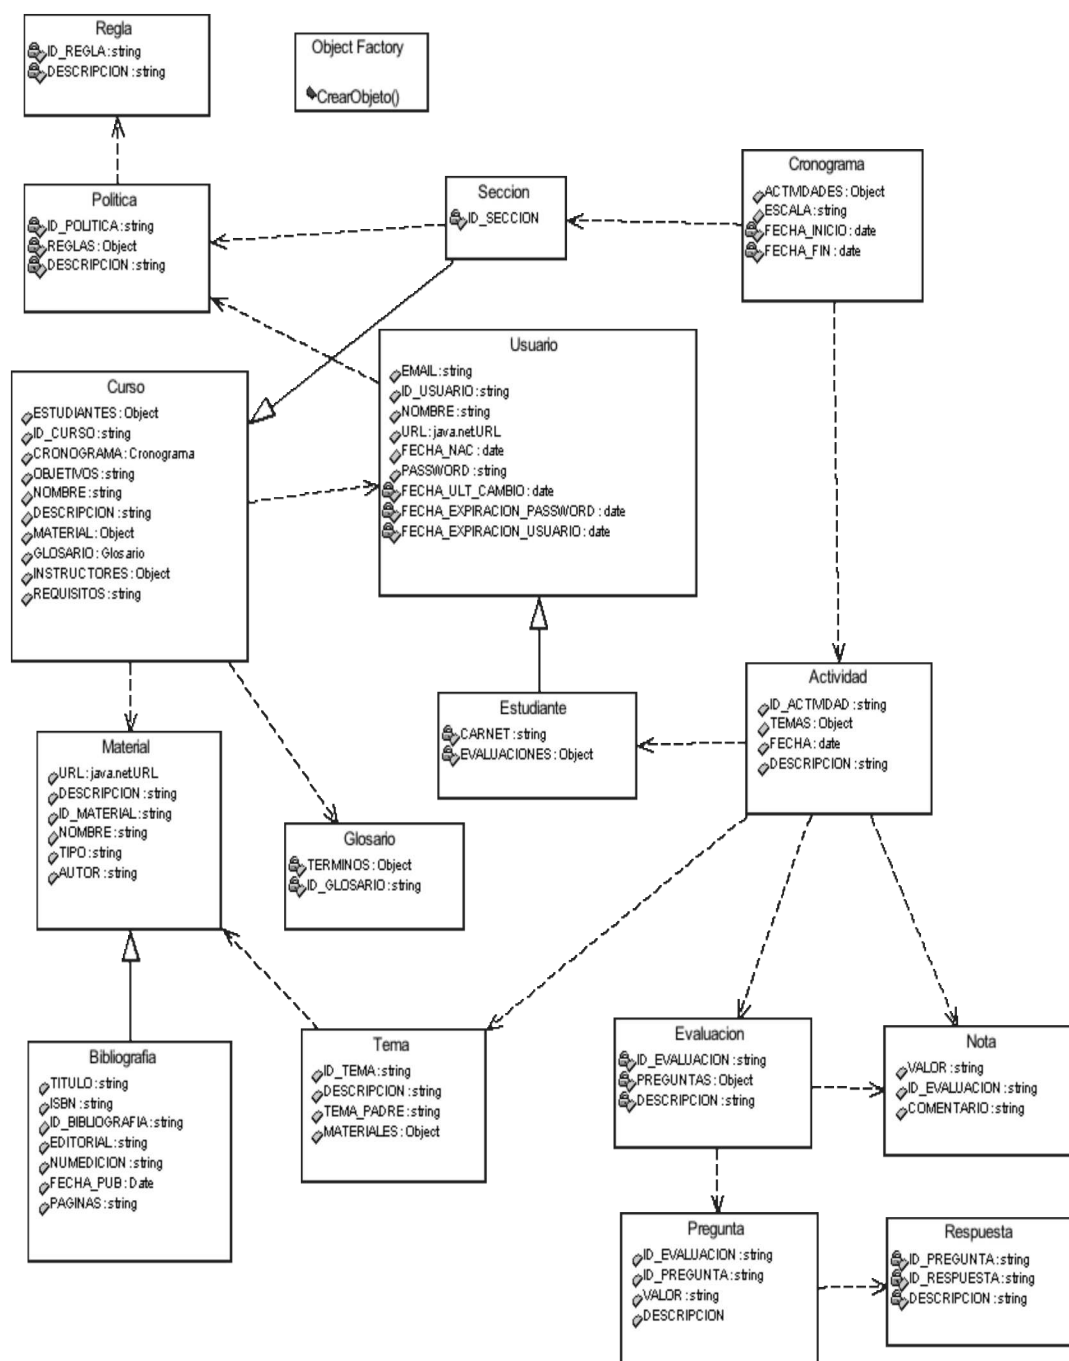 Regla
ID_REGLA:string
DESCRIPCION:string
Object Factory
CrearObjeto()
Politica
ID_POLITICA:string
REGLAS:Object
DESCRIPCION:string
Seccion
ID_SECCION
Cronograma
ACTIVIDADES:Object
ESCALA:string
FECHA_INICIO:date
FECHA_FIN:date
Curso
ESTUDIANTES:Object
ID_CURSO:string
CRONOGRAMA:Cronograma
OBJETIVOS:string
NOMBRE:string
DESCRIPCION:string
MATERIAL:Object
GLOSARIO:Glosario
INSTRUCTORES:Object
REQUISITOS:string
Usuario
EMAIL:string
ID_USUARIO:string
NOMBRE:string
URL:java.netURL
FECHA_NAC:date
PASSWORD:string
FECHA_ULT_CAMBIO:date
FECHA_EXPIRACION_PASSWORD:date
FECHA_EXPIRACION_USUARIO:date
Estudiante
CARNET:string
EVALUACIONES:Object
Actividad
ID_ACTIVIDAD:string
TEMAS:Object
FECHA:date
DESCRIPCION:string
Material
URL:java.netURL
DESCRIPCION:string
ID_MATERIAL:string
NOMBRE:string
TIPO:string
AUTOR:string
Glosario
TERMINOS:Object
ID_GLOSARIO:string
Bibliografia
TITULO:string
ISBN:string
ID_BIBLIOGRAFIA:string
EDITORIAL:string
NUMEDICION:string
FECHA_PUB:Date
PAGINAS:string
Tema
ID_TEMA:string
DESCRIPCION:string
TEMA_PADRE:string
MATERIALES:Object
Evaluacion
ID_EVALUACION:string
PREGUNTAS:Object
DESCRIPCION:string
Nota
VALOR:string
ID_EVALUACION:string
COMENTARIO:string
Pregunta
ID_EVALUACION:string
ID_PREGUNTA:string
VALOR:string
DESCRIPCION
Respuesta
ID_PREGUNTA:string
ID_RESPUESTA:string
DESCRIPCION:string